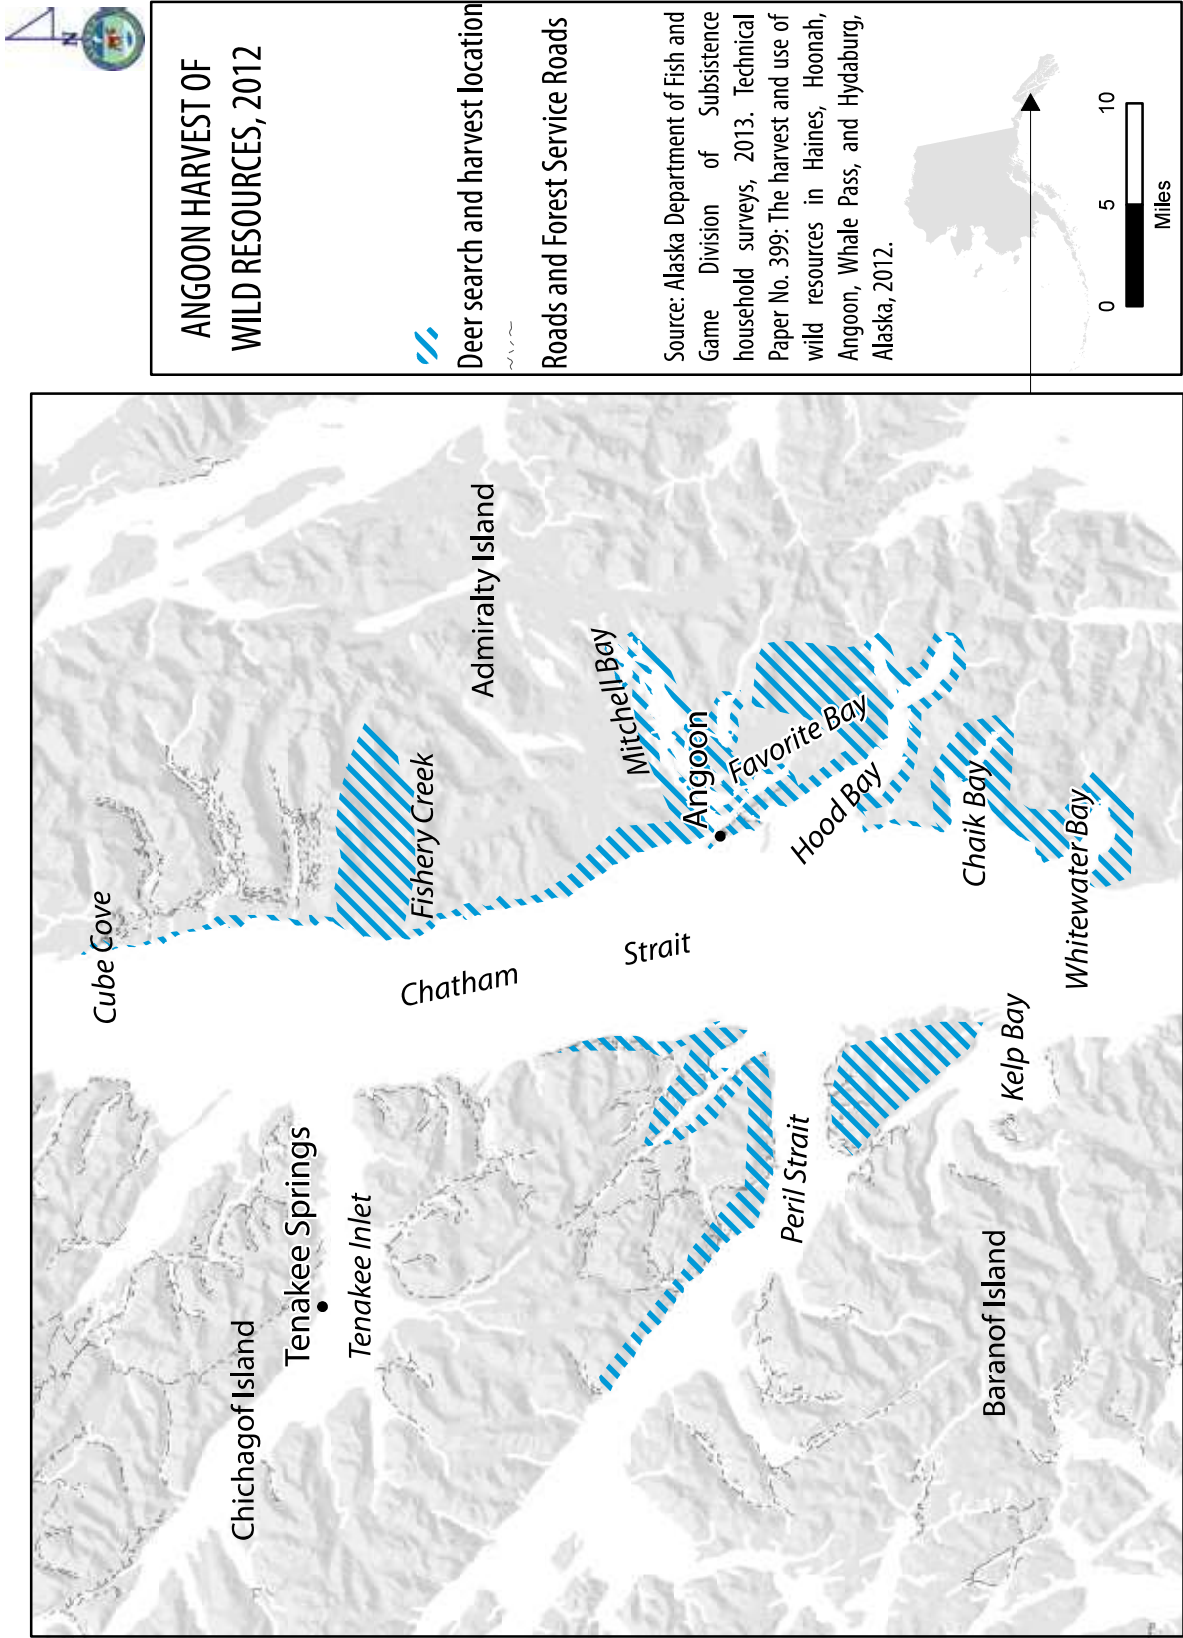 N
ANGOON HARVEST OF
WILD RESOURCES, 2012
Deer search and harvest location
Roads and Forest Service Roads
Source: Alaska Department of Fish and
Game Division of Subsistence
household surveys, 2013. Technical
Paper No. 399: The harvest and use of
wild resources in Haines, Hoonah,
Angoon, Whale Pass, and Hydaburg,
Alaska, 2012.
0 5 10
Miles
Cube Cove
Chichagof Island
Tenakee Springs
Tenakee Inlet
Fishery Creek
Chatham
Admiralty Island
Strait
Mitchell Bay
Angoon
Favorite Bay
Peril Strait
Hood Bay
Chaik Bay
Baranof Island
Kelp Bay
Whitewater Bay